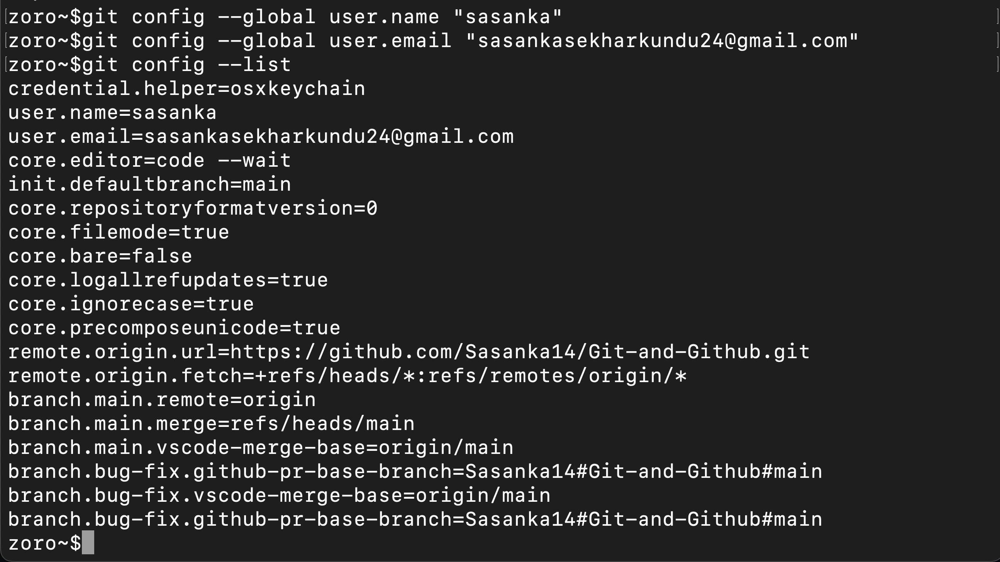 zoro~$git config --global user.name "sasanka"
zoro~$git config --global user.email "sasankasekharkundu24@gmail.com"
zoro~$git config --list
credential.helper=osxkeychain
user.name=sasanka
user.email=sasankasekharkundu24@gmail.com
core.editor=code --wait
init.defaultbranch=main
core.repositoryformatversion=0
core.filemode=true
core.bare=false
core.logallrefupdates=true
core.ignorecase=true
core.precomposeunicode=true
remote.origin.url=https://github.com/Sasanka14/Git-and-Github.git
remote.origin.fetch=+refs/heads/*:refs/remotes/origin/*
branch.main.remote=origin
branch.main.merge=refs/heads/main
branch.main.vscode-merge-base=origin/main
branch.bug-fix.github-pr-base-branch=Sasanka14#Git-and-Github#main
branch.bug-fix.vscode-merge-base=origin/main
branch.bug-fix.github-pr-base-branch=Sasanka14#Git-and-Github#main
zoro~$